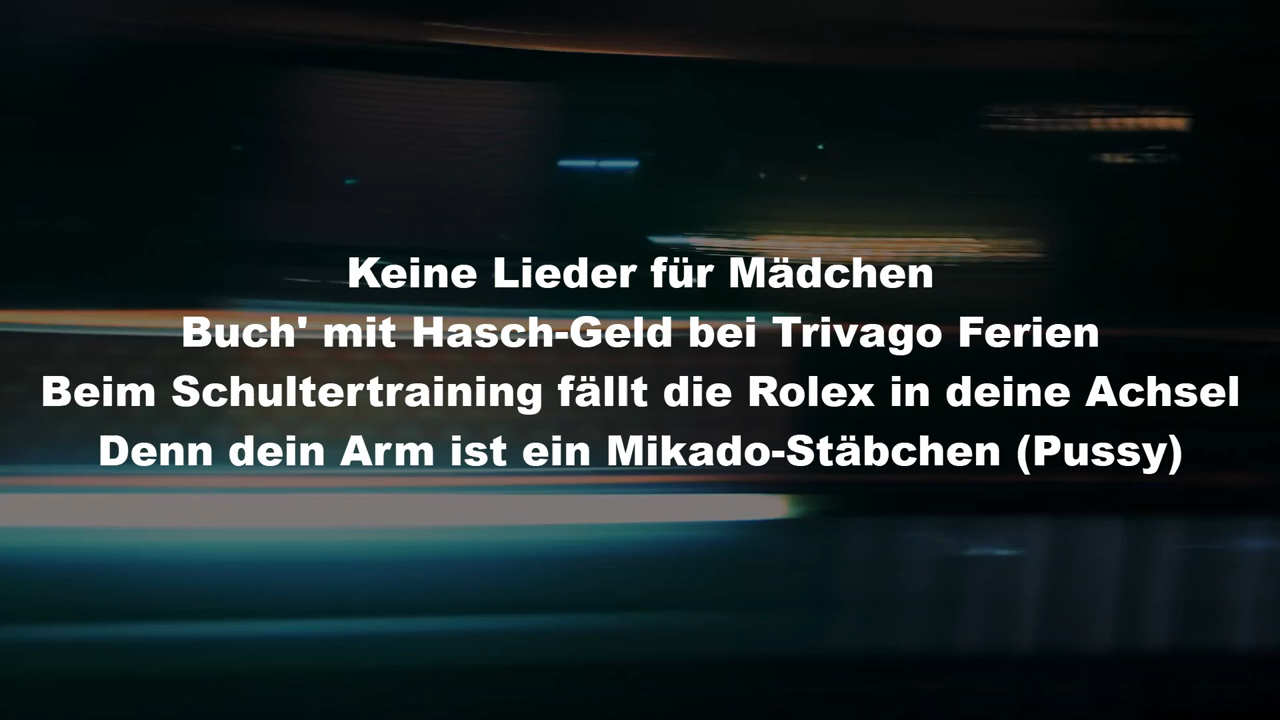 Keine Lieder für Mädchen
Buch' mit Hasch-Geld bei Trivago Ferien
Beim Schultertraining fällt die Rolex in deine Achsel
Denn dein Arm ist ein Mikado-Stäbchen (Pussy)